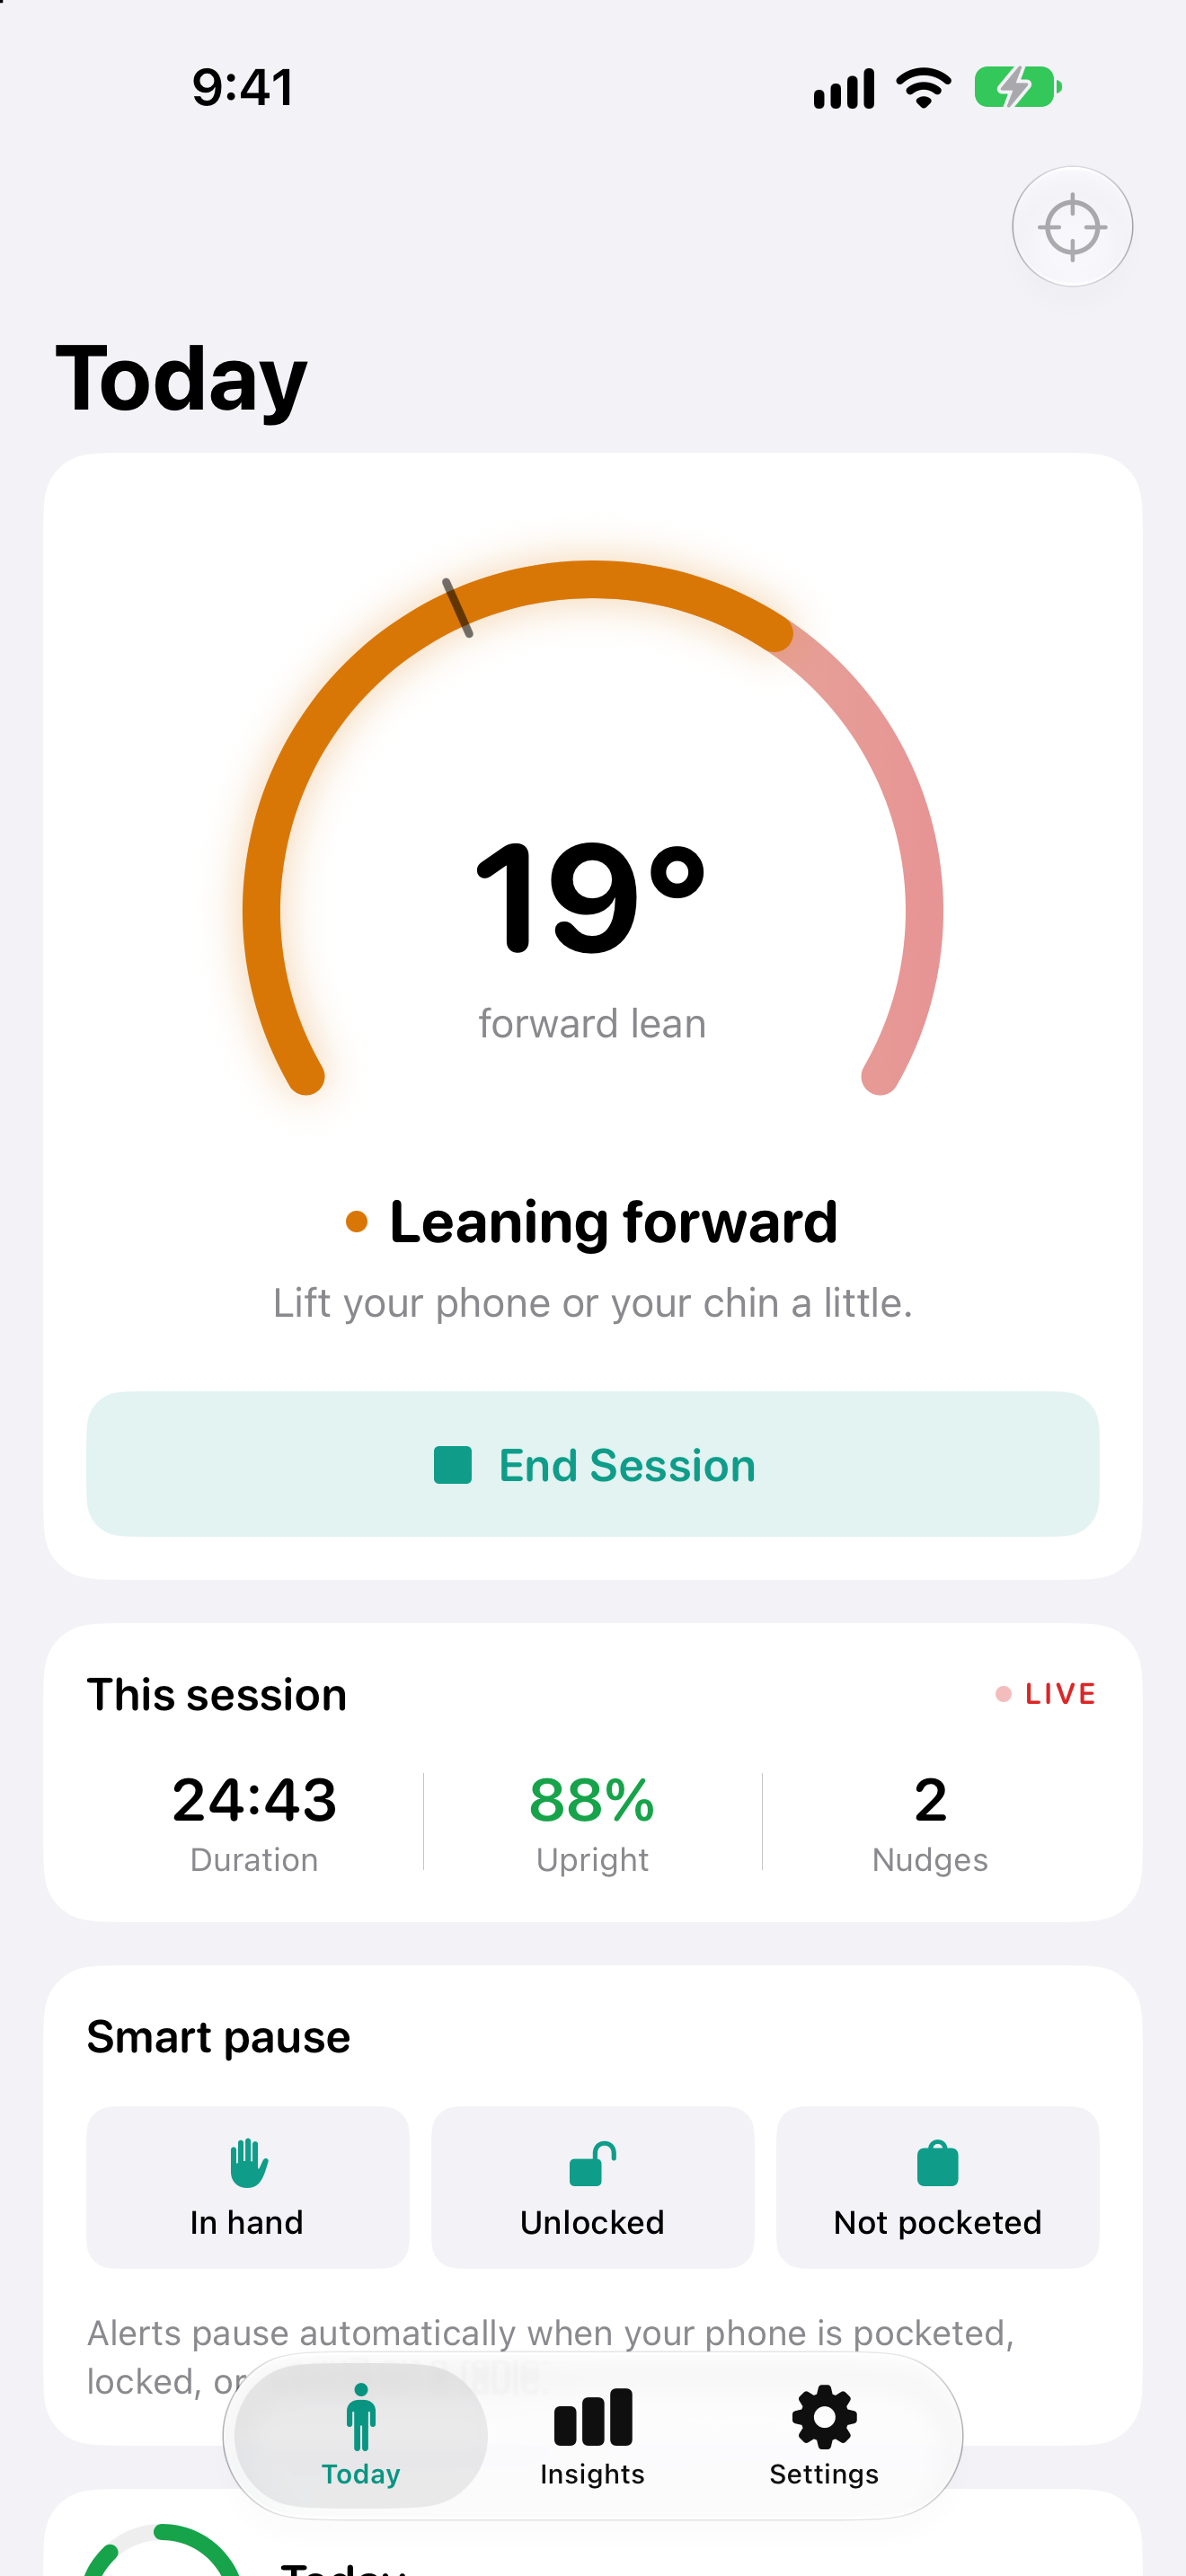 9:41
Today
19°
forward lean
Leaning forward
Lift your phone or your chin a little.
End Session
This session
LIVE
24:43
Duration
88%
Upright
2
Nudges
Smart pause
In hand
Unlocked
Not pocketed
Alerts pause automatically when your phone is pocketed,
locked, or
Today
Insights
Settings
Today